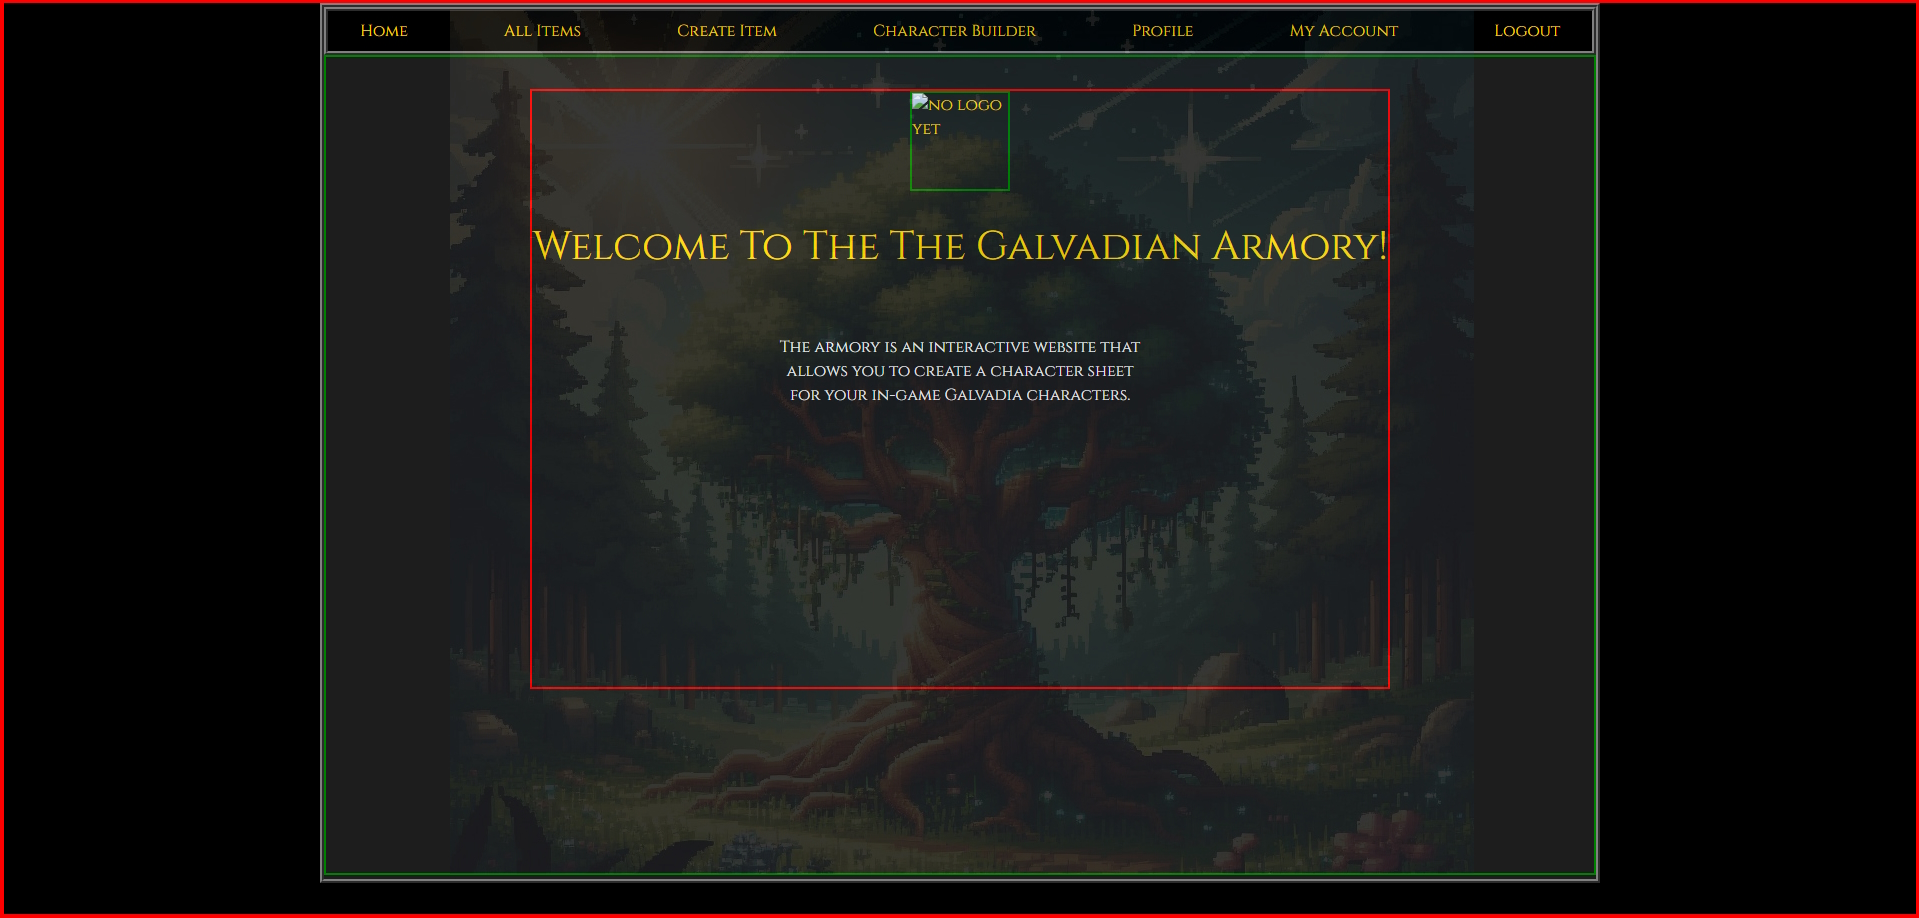 Home All Items Create Item Character Builder Profile My Account Logout
No logo
yet
Welcome To The The Galvadian Armory!
The armory is an interactive website that
allows you to create a character sheet
for your in-game Galvadia characters.